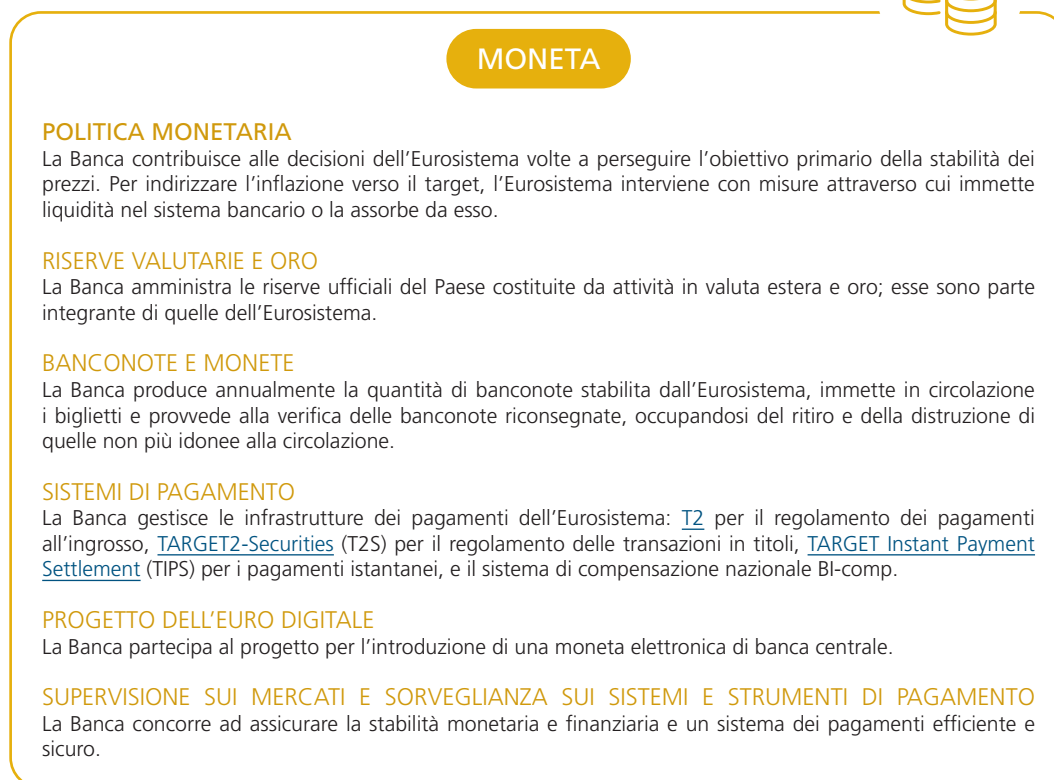 MONETA
POLITICA MONETARIA
La Banca contribuisce alle decisioni dell’Eurosistema volte a perseguire l’obiettivo primario della stabilità dei
prezzi. Per indirizzare l’inflazione verso il target, l’Eurosistema interviene con misure attraverso cui immette
liquidità nel sistema bancario o la assorbe da esso.
RISERVE VALUTARIE E ORO
La Banca amministra le riserve ufficiali del Paese costituite da attività in valuta estera e oro; esse sono parte
integrante di quelle dell’Eurosistema.
BANCONOTE E MONETE
La Banca produce annualmente la quantità di banconote stabilita dall’Eurosistema, immette in circolazione
i biglietti e provvede alla verifica delle banconote riconsegnate, occupandosi del ritiro e della distruzione di
quelle non più idonee alla circolazione.
SISTEMI DI PAGAMENTO
La Banca gestisce le infrastrutture dei pagamenti dell’Eurosistema: T2 per il regolamento dei pagamenti
all’ingrosso, TARGET2-Securities (T2S) per il regolamento delle transazioni in titoli, TARGET Instant Payment
Settlement (TIPS) per i pagamenti istantanei, e il sistema di compensazione nazionale BI-comp.
PROGETTO DELL’EURO DIGITALE
La Banca partecipa al progetto per l’introduzione di una moneta elettronica di banca centrale.
SUPERVISIONE SUI MERCATI E SORVEGLIANZA SUI SISTEMI E STRUMENTI DI PAGAMENTO
La Banca concorre ad assicurare la stabilità monetaria e finanziaria e un sistema dei pagamenti efficiente e
sicuro.